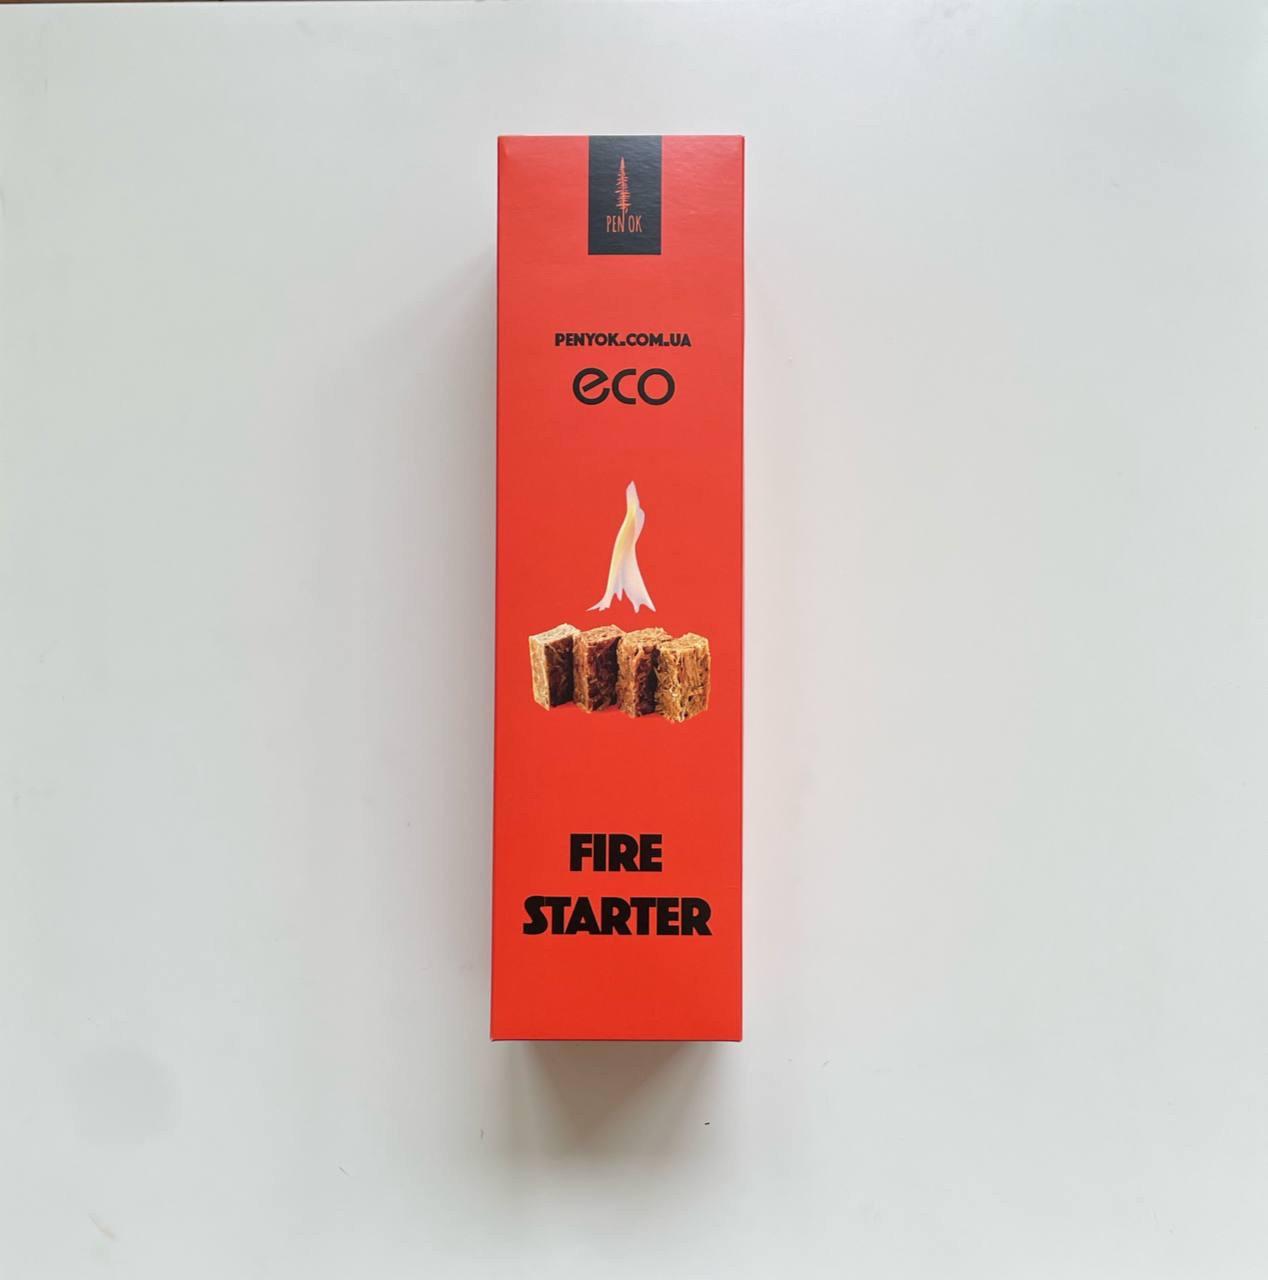 PEN OK
PENYOK.COM.UA
eco
FIRE
STARTER